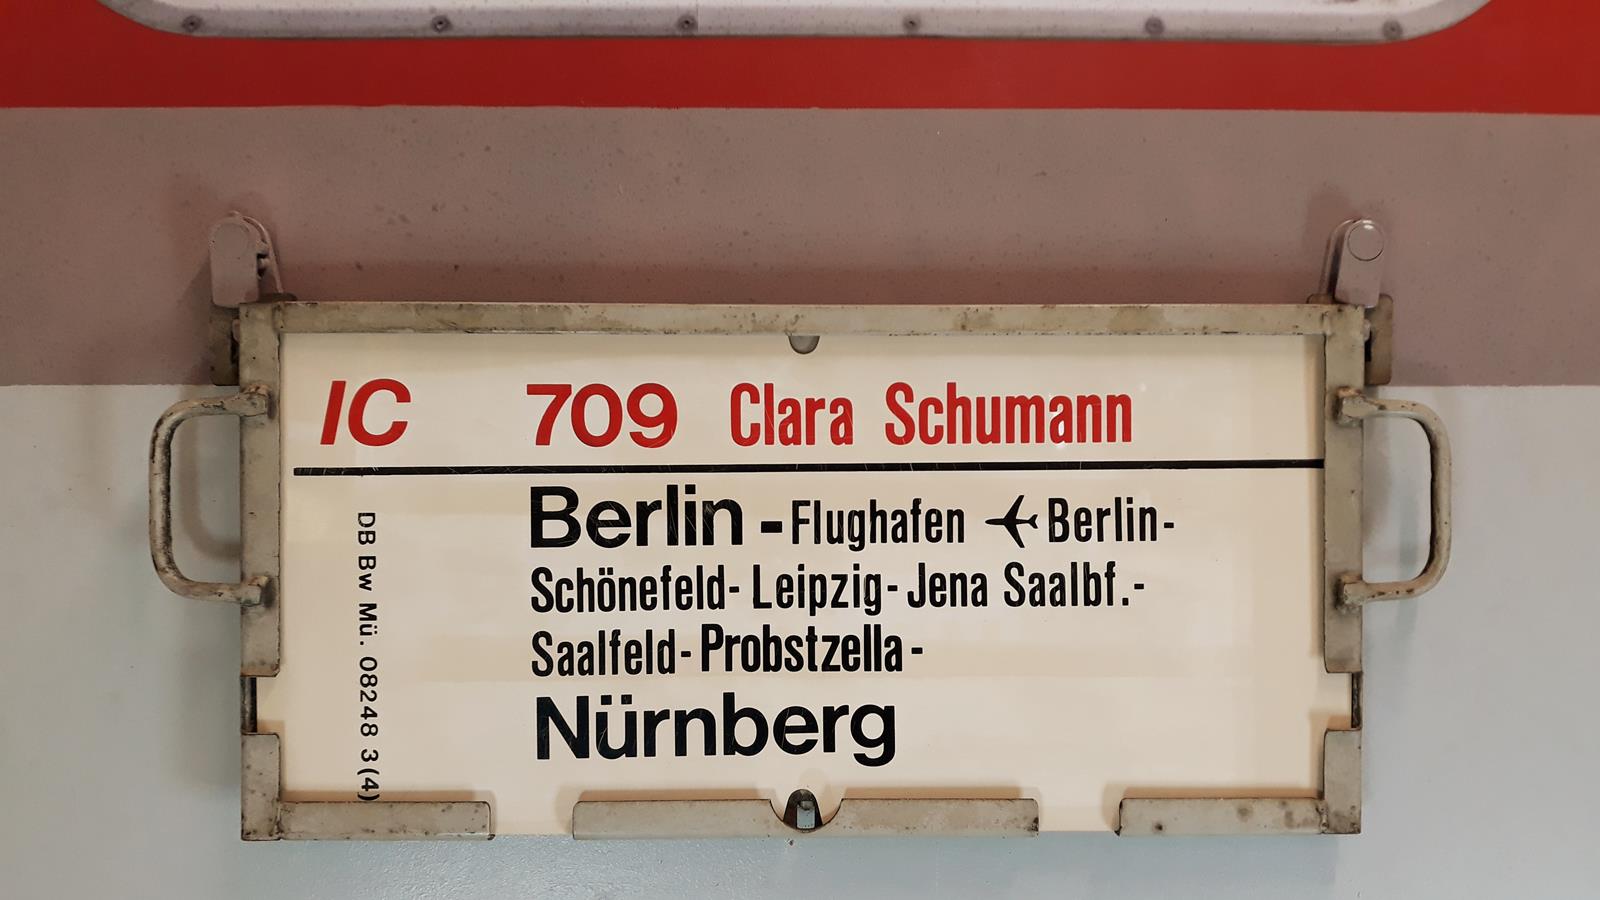 IC 709 Clara Schumann
Berlin - Flughafen Berlin-
Schönefeld - Leipzig - Jena Saalbf. -
Saalfeld - Probstzella -
Nürnberg
DB Bw Mü. 08248 3 (4)